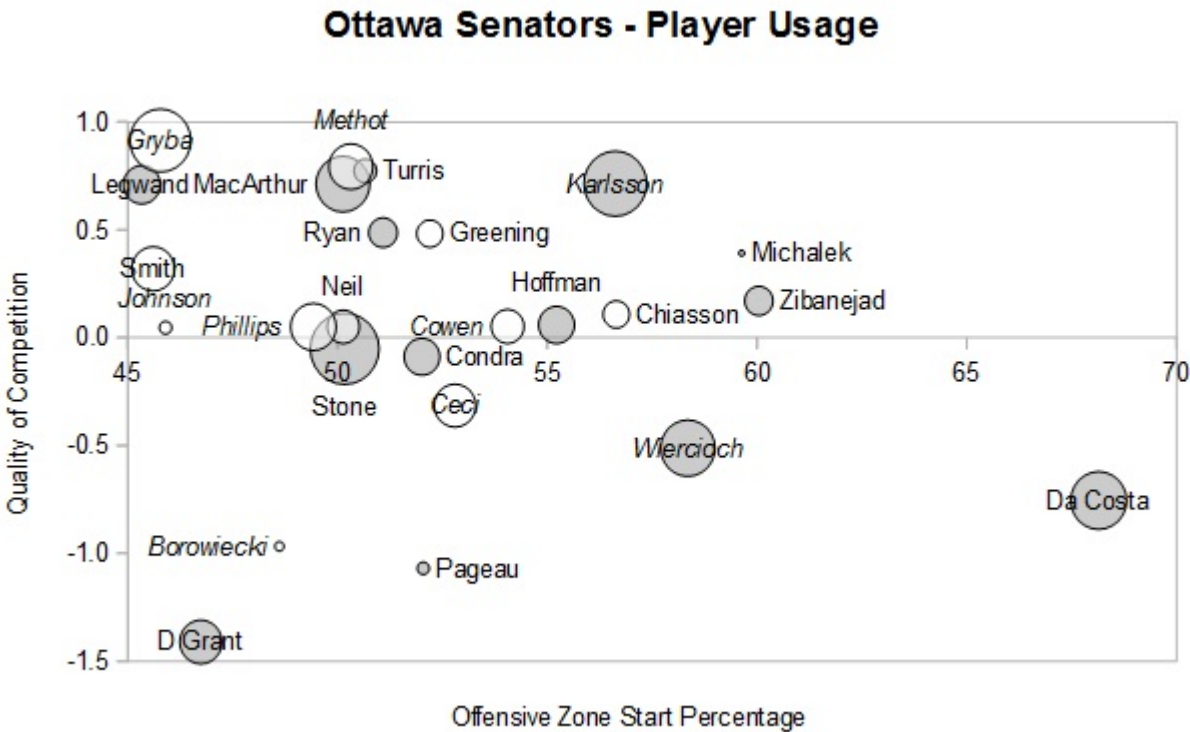 Ottawa Senators - Player Usage
Quality of Competition
1.0
Methot
Gryba
Legwand MacArthur
Turris
Karlsson
0.5
Ryan
Greening
Michalek
Smith
Johnson
Neil
Hoffman
Chiasson
Zibanejad
Phillips
Cowen
0.0
Condra
45
50
55
60
65
70
Stone
Ceci
-0.5
Wiercioch
Da Costa
-1.0
Borowiecki
Pageau
D Grant
-1.5
Offensive Zone Start Percentage